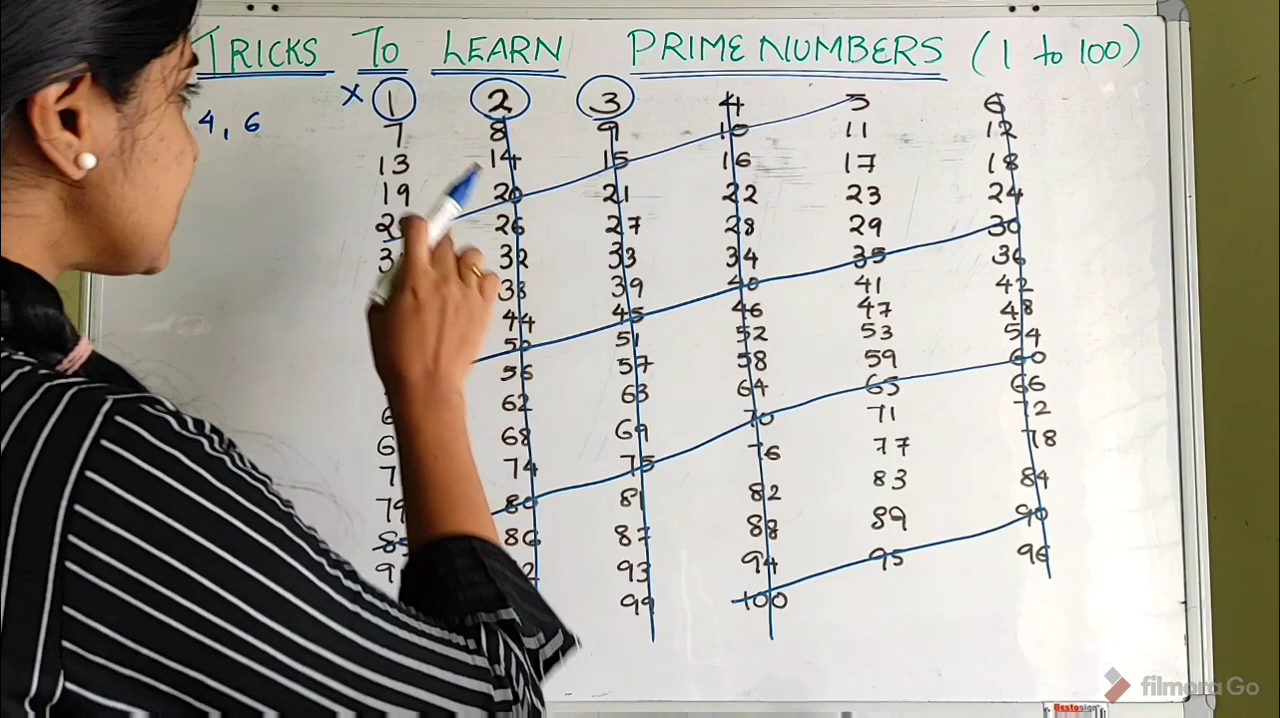 TRICKS TO LEARN PRIME NUMBERS (1 to 100)
4, 6
× 1 2 3 4 5 6
7 8 9 10 11 12
13 14 15 16 17 18
19 20 21 22 23 24
26 27 28 29 30
32 33 34 35 36
38 39 40 41 42
44 45 46 47 48
50 51 52 53 54
56 57 58 59 60
62 63 64 65 66
68 69 70 71 72
74 75 76 77 78
79 80 81 82 83 84
85 86 87 88 89 90
93 94 95 96
99 100
Bestosign
filmora Go